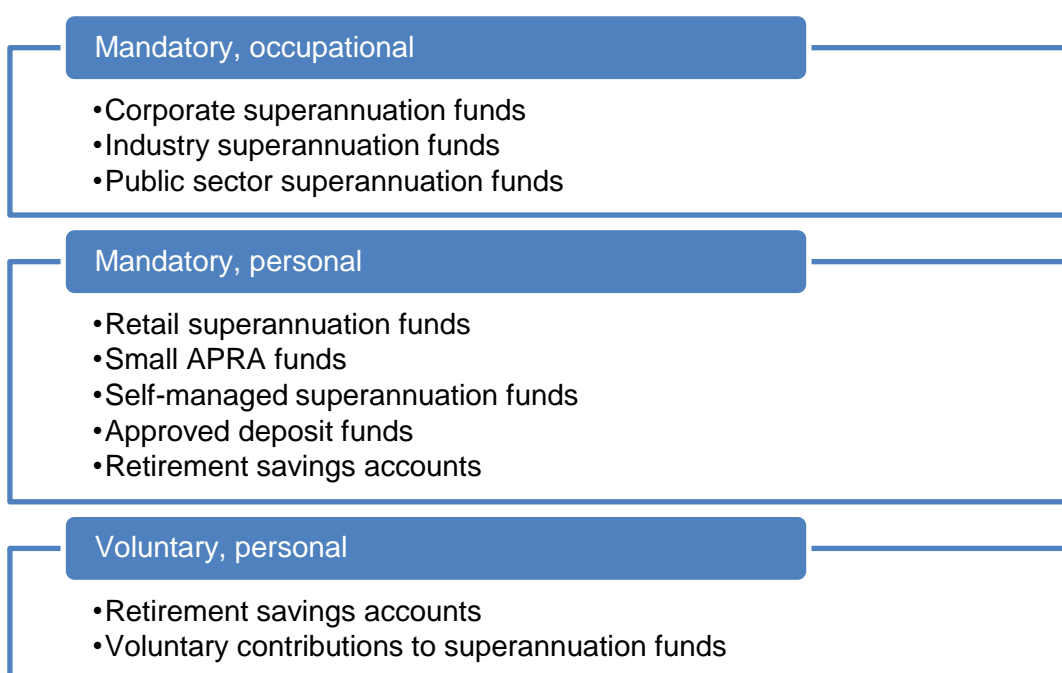 Mandatory, occupational
•Corporate superannuation funds
•Industry superannuation funds
•Public sector superannuation funds
Mandatory, personal
•Retail superannuation funds
•Small APRA funds
•Self-managed superannuation funds
•Approved deposit funds
•Retirement savings accounts
Voluntary, personal
•Retirement savings accounts
•Voluntary contributions to superannuation funds